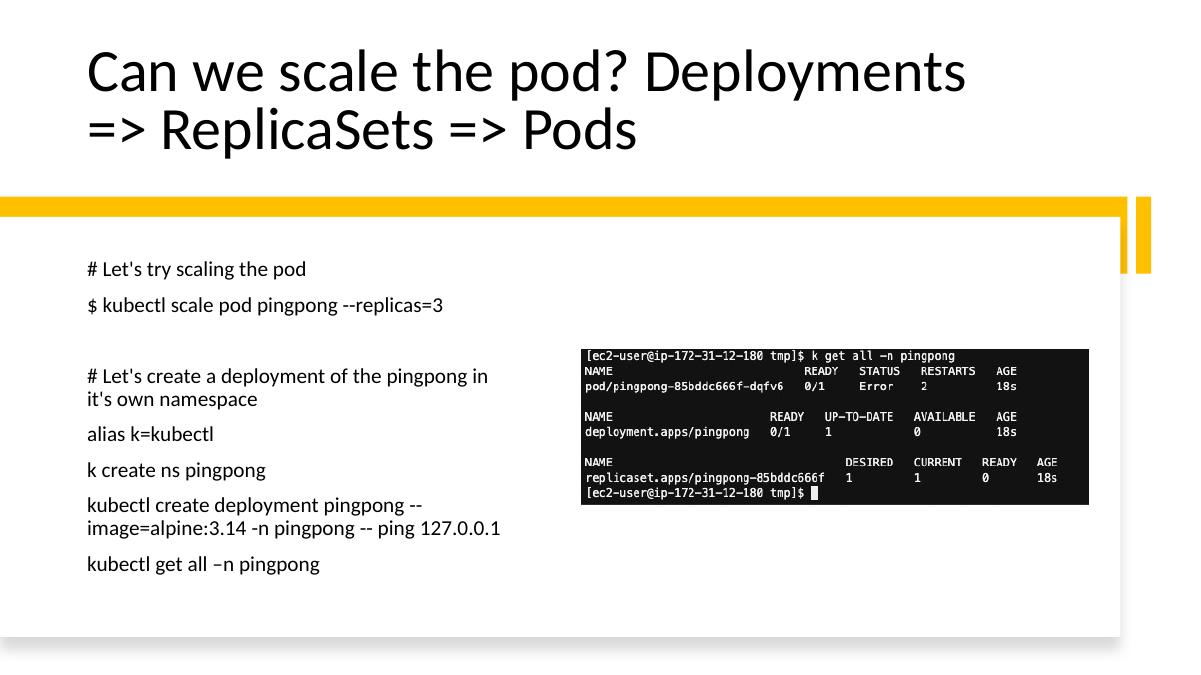 Can we scale the pod? Deployments
=> ReplicaSets => Pods
# Let's try scaling the pod
$ kubectl scale pod pingpong --replicas=3
# Let's create a deployment of the pingpong in
it's own namespace
alias k=kubectl
k create ns pingpong
kubectl create deployment pingpong --
image=alpine:3.14 -n pingpong -- ping 127.0.0.1
kubectl get all –n pingpong
[ec2-user@ip-172-31-12-180 tmp]$ k get all -n pingpong
NAME READY STATUS RESTARTS AGE
pod/pingpong-85bddc666f-dqfv6 0/1 Error 2 18s
NAME READY UP-TO-DATE AVAILABLE AGE
deployment.apps/pingpong 0/1 1 0 18s
NAME DESIRED CURRENT READY AGE
replicaset.apps/pingpong-85bddc666f 1 1 0 18s
[ec2-user@ip-172-31-12-180 tmp]$